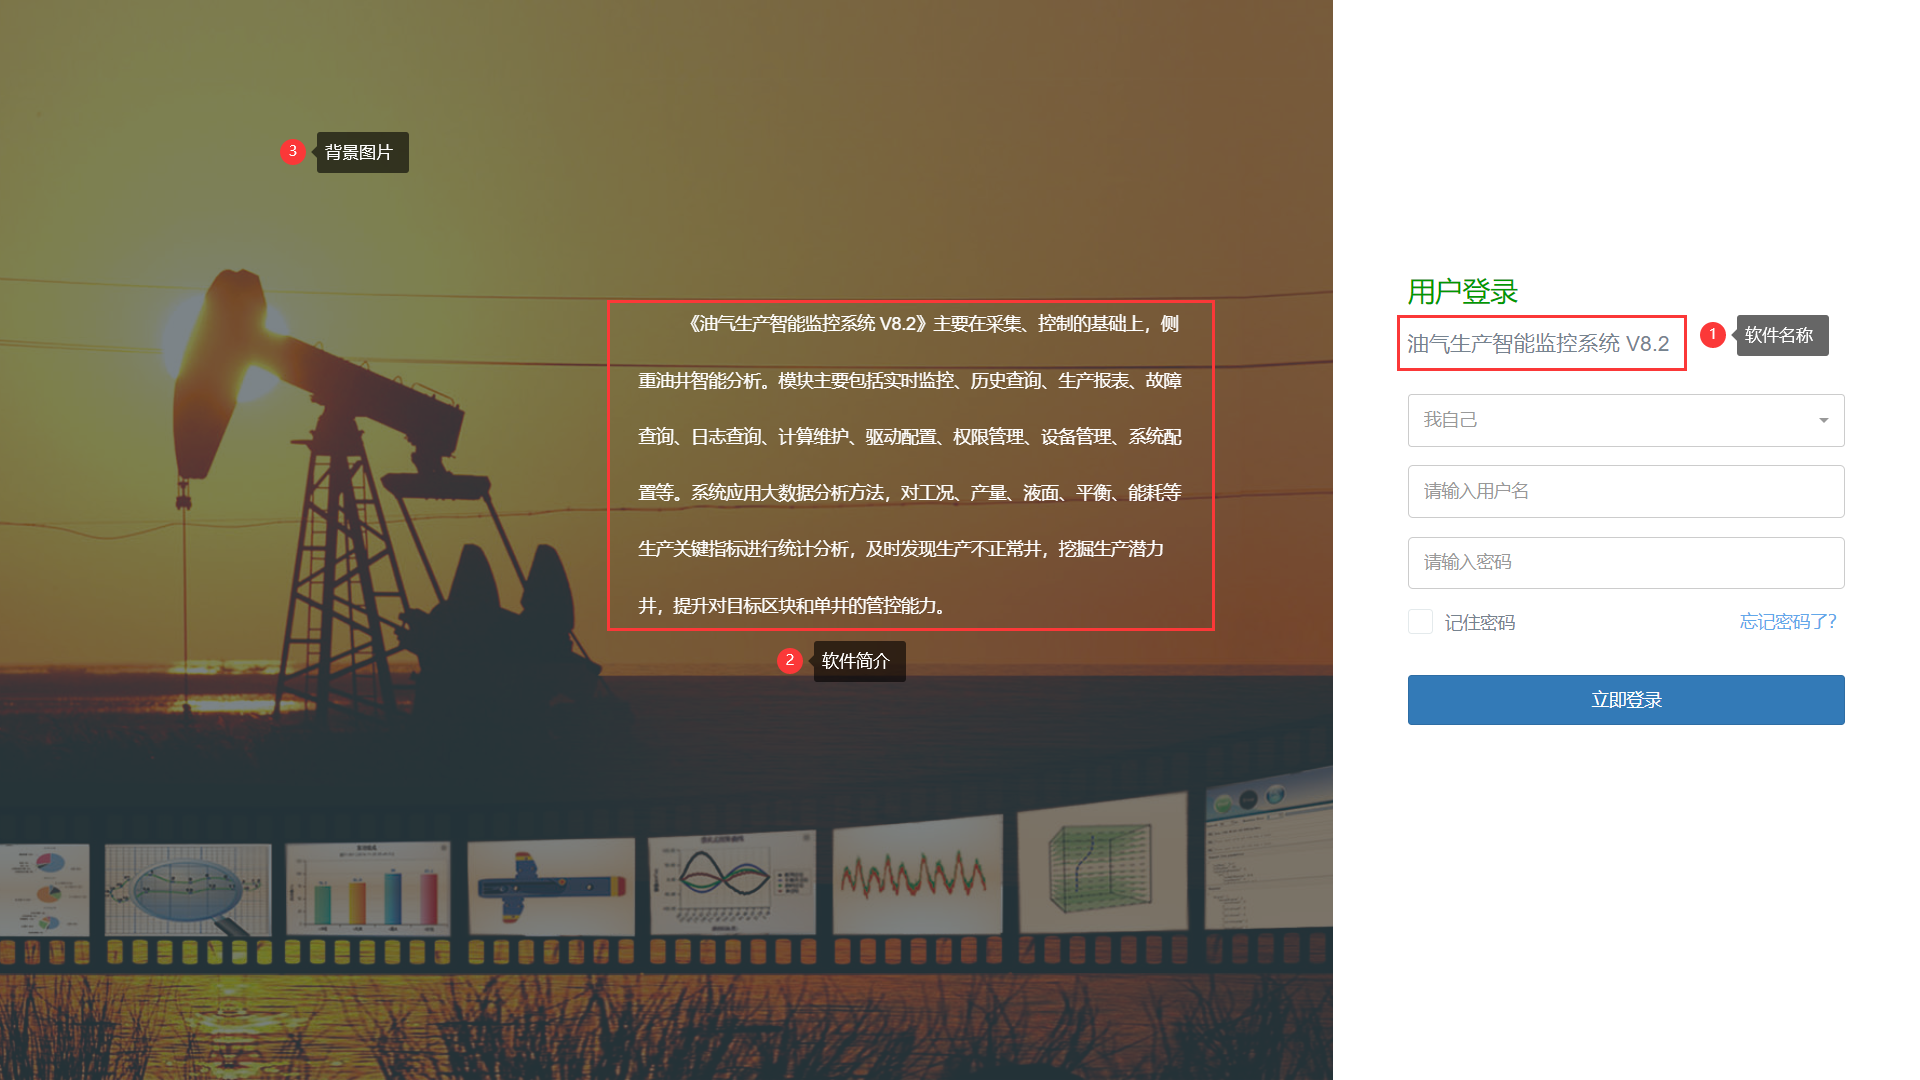 3 背景图片
《油气生产智能监控系统 V8.2》主要在采集、控制的基础上，侧
重油井智能分析。模块主要包括实时监控、历史查询、生产报表、故障
查询、日志查询、计算维护、驱动配置、权限管理、设备管理、系统配
置等。系统应用大数据分析方法，对工况、产量、液面、平衡、能耗等
生产关键指标进行统计分析，及时发现生产不正常井，挖掘生产潜力
井，提升对目标区块和单井的管控能力。
2 软件简介
用户登录
油气生产智能监控系统 V8.2
1 软件名称
我自己
请输入用户名
请输入密码
记住密码
忘记密码了？
立即登录